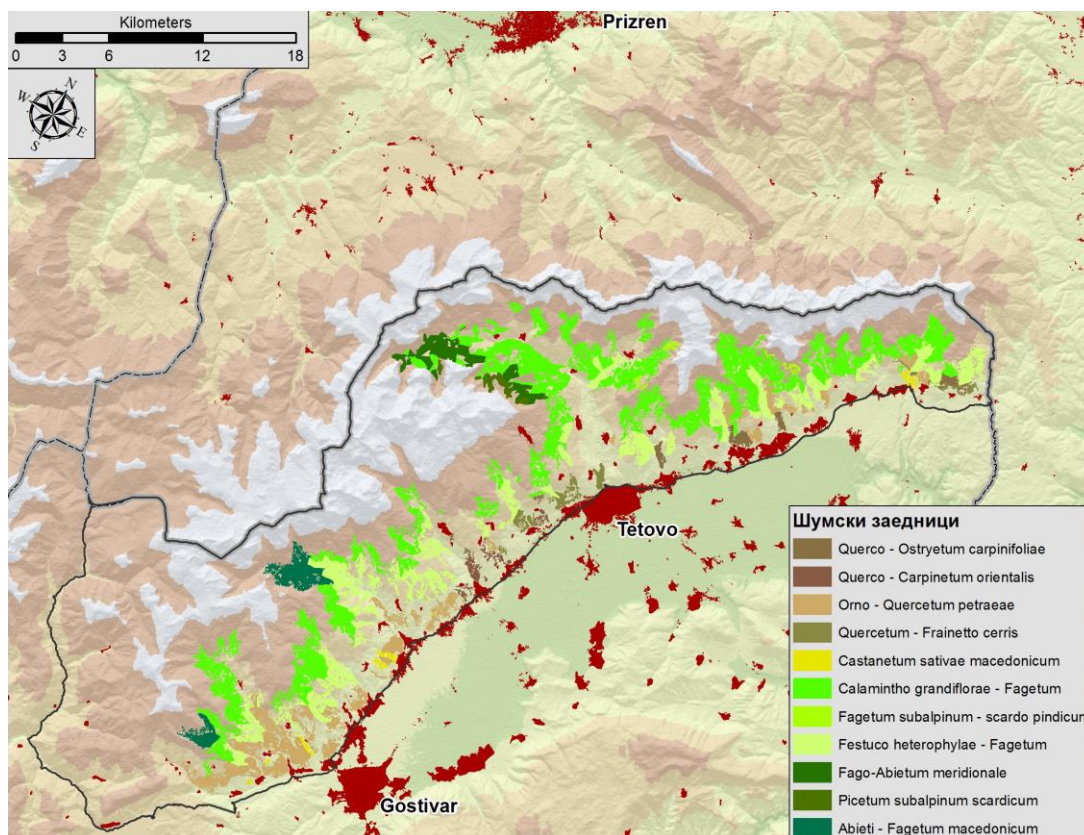 Prizren
Kilometers
0 3 6 12 18
N
W
E
S
Tetovo
Gostivar
Шумски заедници
Querco - Ostryetum carpinifoliae
Querco - Carpinetum orientalis
Orno - Quercetum petraeae
Quercetum - Frainetto cerris
Castanetum sativae macedonicum
Calamintho grandiflorae - Fagetum
Fagetum subalpinum - scardo pindicum
Festuco heterophylae - Fagetum
Fago-Abietum meridionale
Picetum subalpinum scardicum
Abieti - Fagetum macedonicum